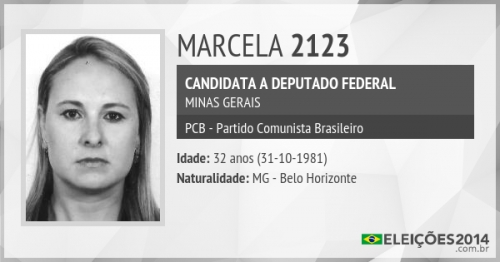 MARCELA 2123
CANDIDATA A DEPUTADO FEDERAL
MINAS GERAIS
PCB - Partido Comunista Brasileiro
Idade: 32 anos (31-10-1981)
Naturalidade: MG - Belo Horizonte
ELEIÇÕES2014
.com.br